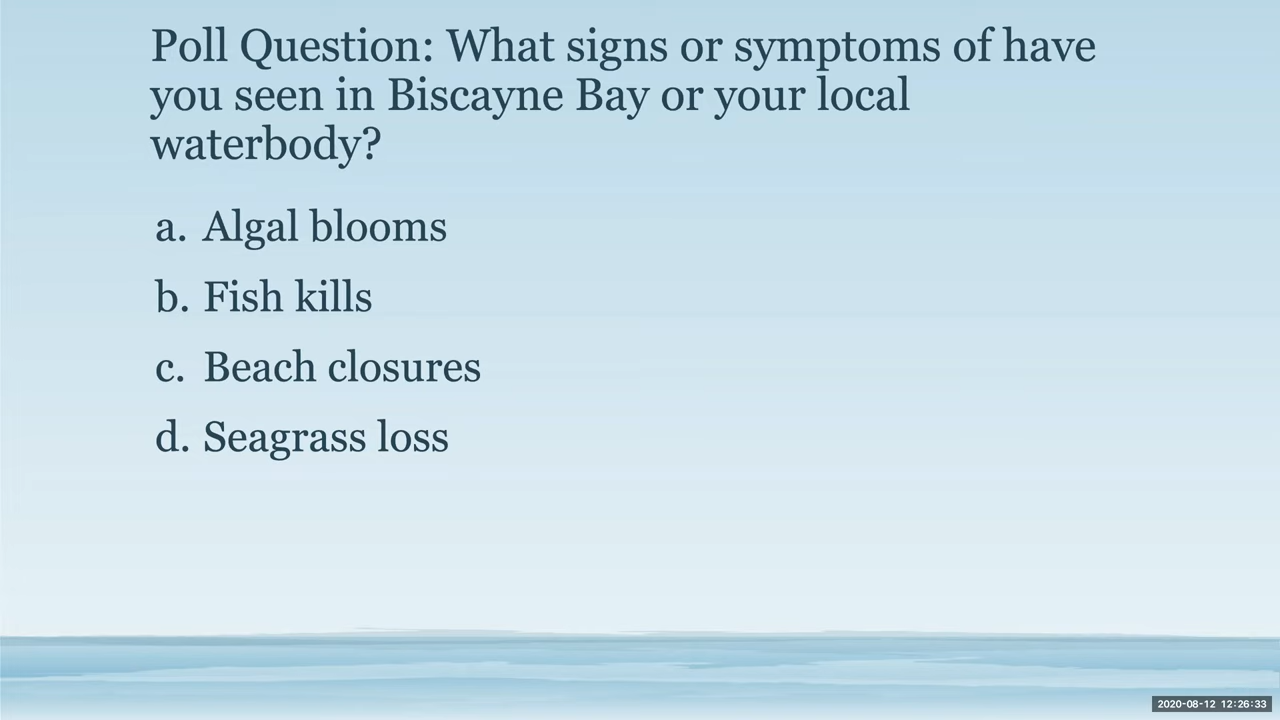 Poll Question: What signs or symptoms of have
you seen in Biscayne Bay or your local
waterbody?
a. Algal blooms
b. Fish kills
c. Beach closures
d. Seagrass loss
2020-08-12 12:26:33